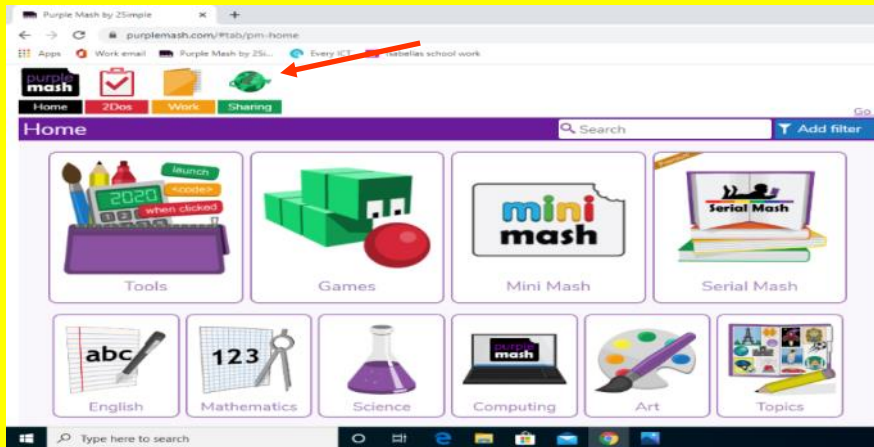 Purple Mash by 2Simple
purplemash.com/#tab/pm-home
Apps Work email Purple Mash by 2Si... Every ICT Isabellas school work
purple
mash
Home 2Dos Work Sharing
Go
Home Search Add filter
launch
<code>
when clicked
2020
1 2
mini
mash
Serial Mash
Tools Games Mini Mash Serial Mash
abc
123
purple
mash
English Mathematics Science Computing Art Topics
Type here to search